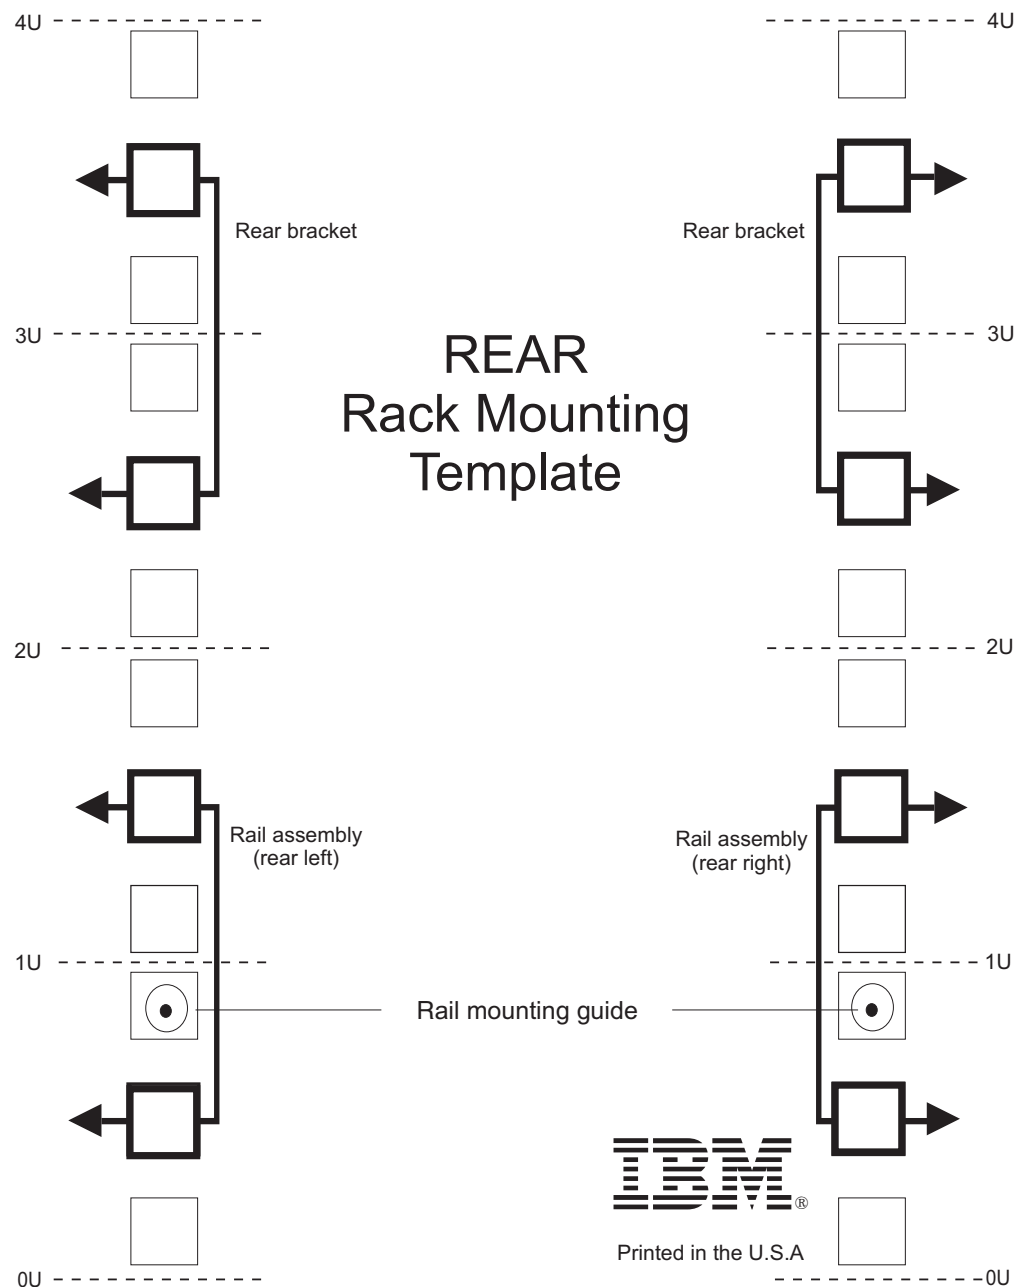 4U
4U
Rear bracket
Rear bracket
3U
3U
REAR
Rack Mounting
Template
2U
2U
Rail assembly
(rear left)
Rail assembly
(rear right)
1U
1U
Rail mounting guide
IBM®
Printed in the U.S.A
0U
0U